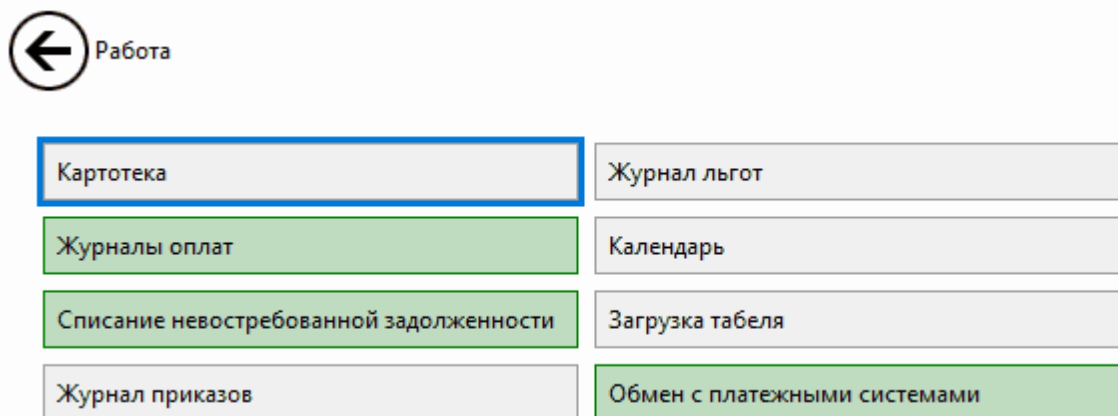 Работа
Картотека
Журнал льгот
Журналы оплат
Календарь
Списание невостребованной задолженности
Загрузка табеля
Журнал приказов
Обмен с платежными системами